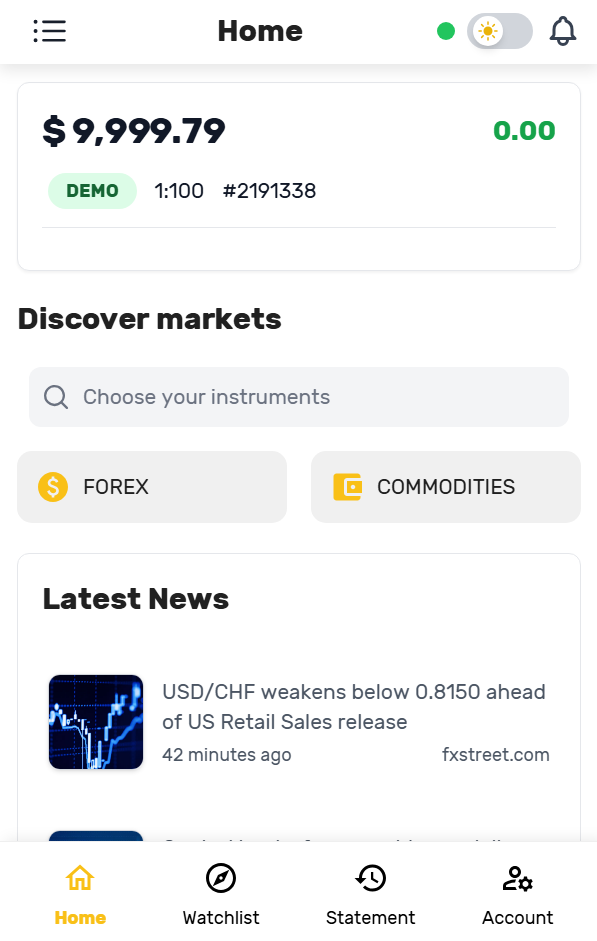 Home
$ 9,999.79
0.00
DEMO 1:100 #2191338
Discover markets
Choose your instruments
FOREX
COMMODITIES
Latest News
USD/CHF weakens below 0.8150 ahead
of US Retail Sales release
42 minutes ago fxstreet.com
Home Watchlist Statement Account